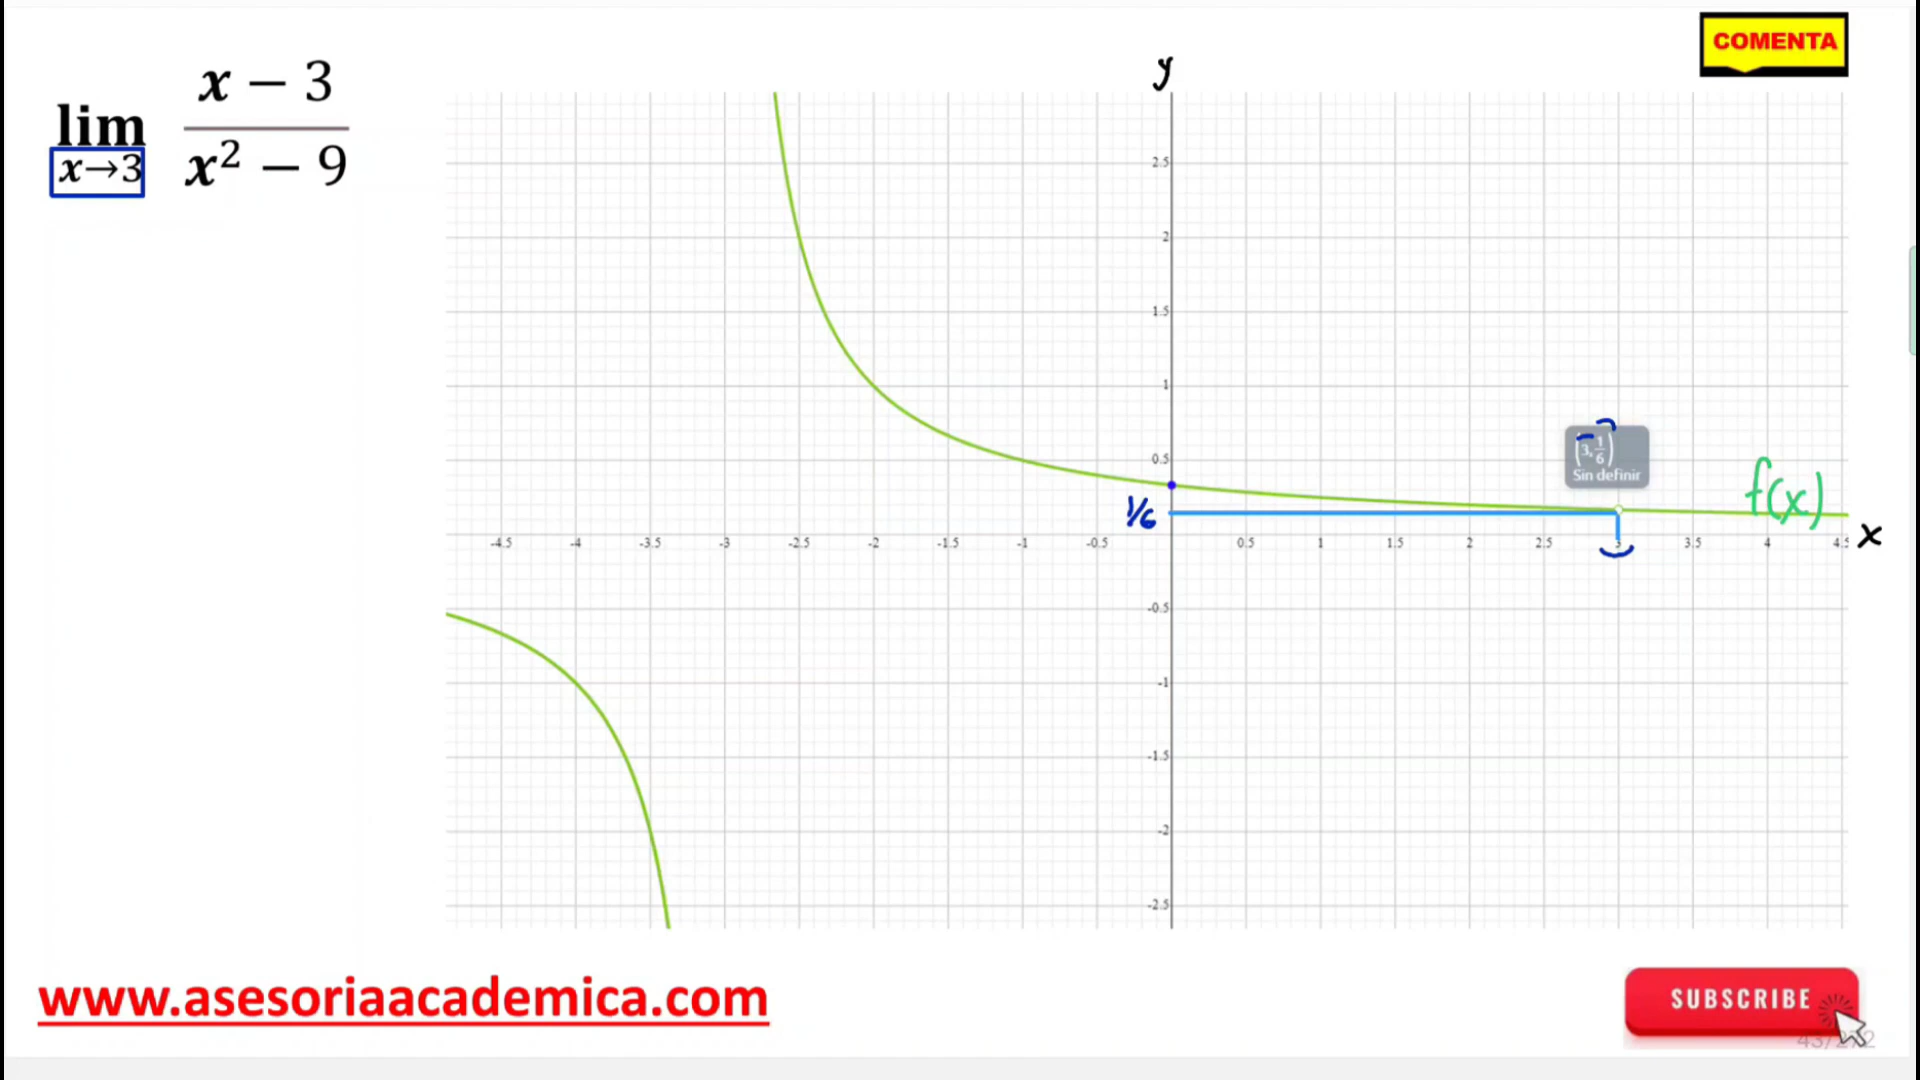 COMENTA
y
lim x→3 x − 3
x² − 9
2.5
2
1.5
1
(3, 1/6)
Sin definir
0.5
f(x)
1/6
-4.5 -4 -3.5 -3 -2.5 -2 -1.5 -1 -0.5 0.5 1 1.5 2 2.5 3 3.5 4 4.5 x
-0.5
-1
-1.5
-2
-2.5
www.asesoriaacademica.com
SUBSCRIBE